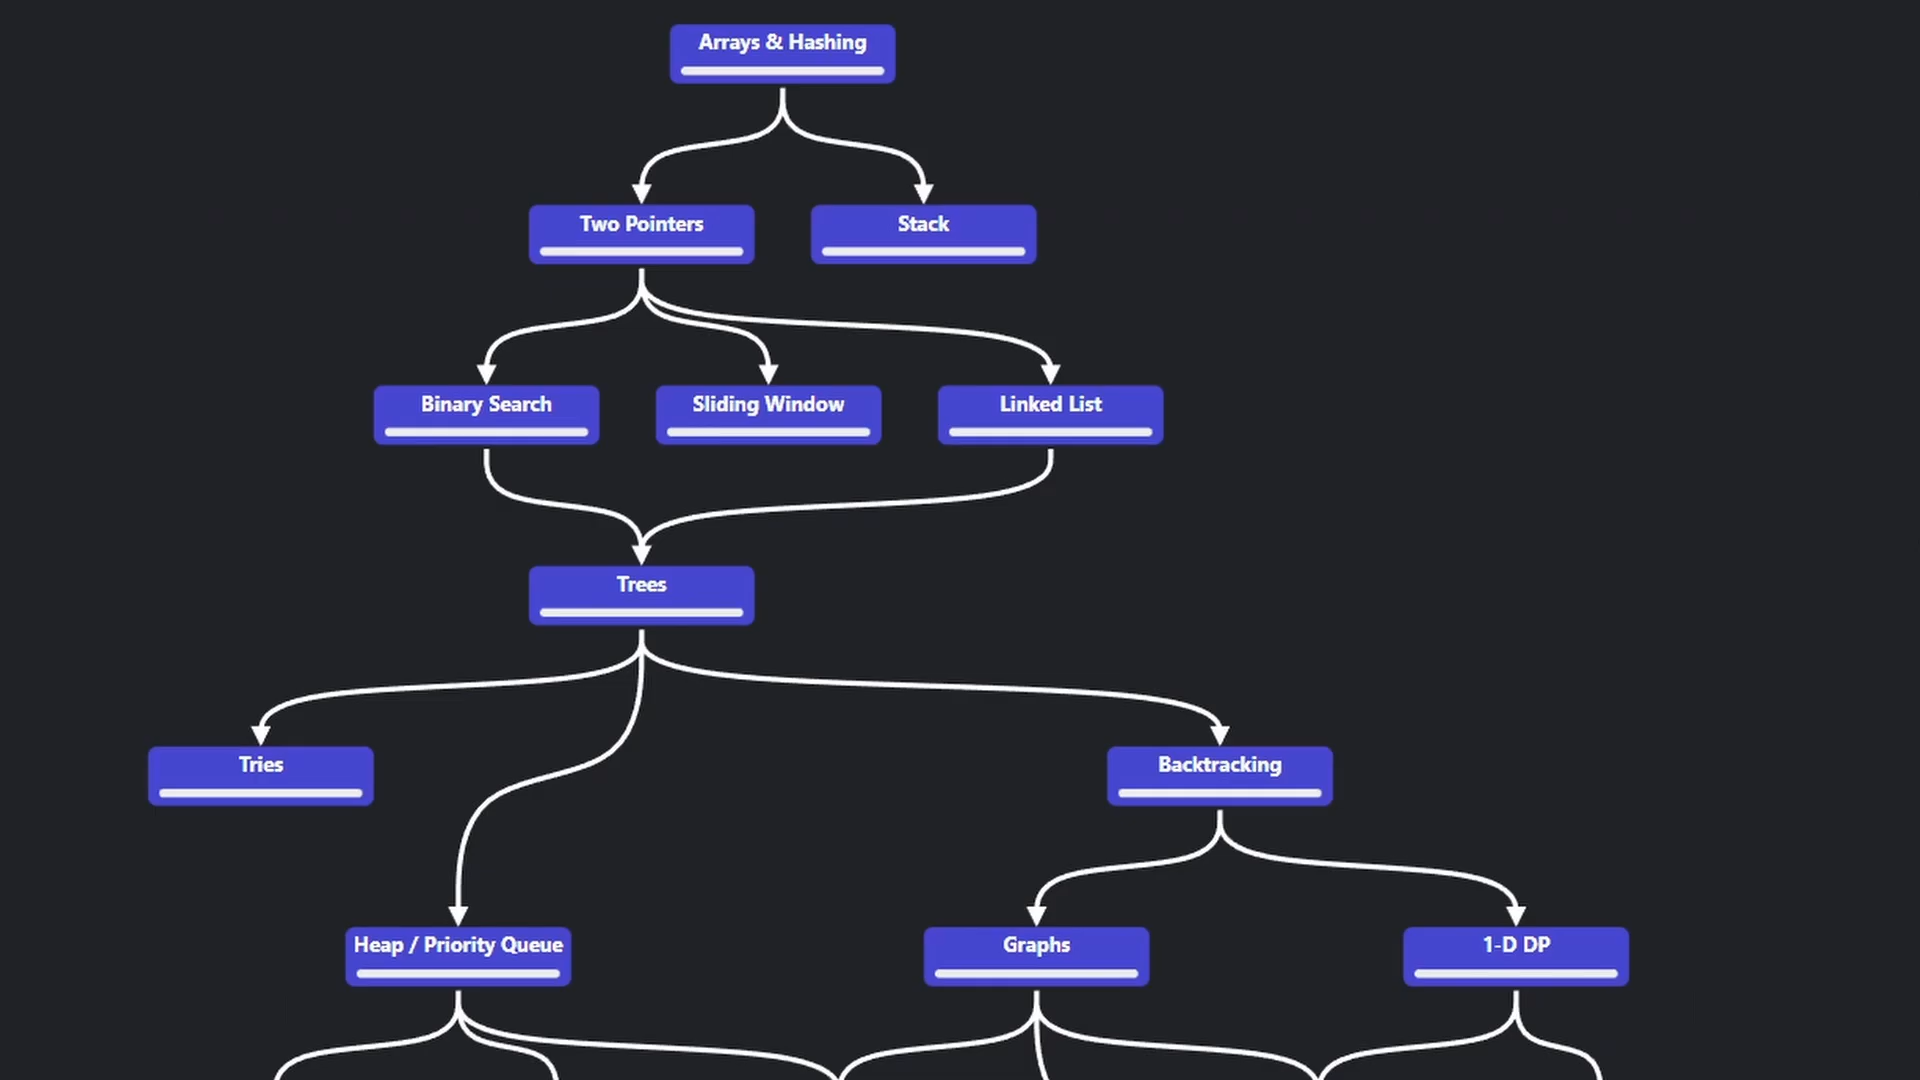 Arrays & Hashing
Two Pointers
Stack
Binary Search
Sliding Window
Linked List
Trees
Tries
Backtracking
Heap / Priority Queue
Graphs
1-D DP